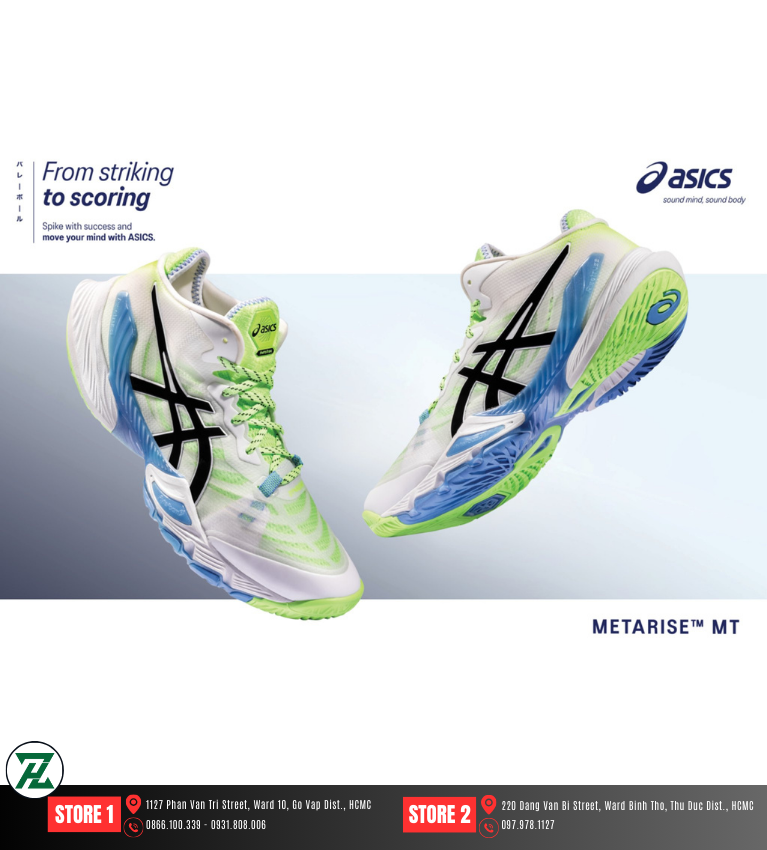 バレーボール
From striking
to scoring
Spike with success and
move your mind with ASICS.
asics
sound mind, sound body
asics
METARISE™ MT
STORE 1
1127 Phan Van Tri Street, Ward 10, Go Vap Dist., HCMC
0866.100.339 - 0931.808.006
STORE 2
220 Dang Van Bi Street, Ward Binh Tho, Thu Duc Dist., HCMC
097.978.1127